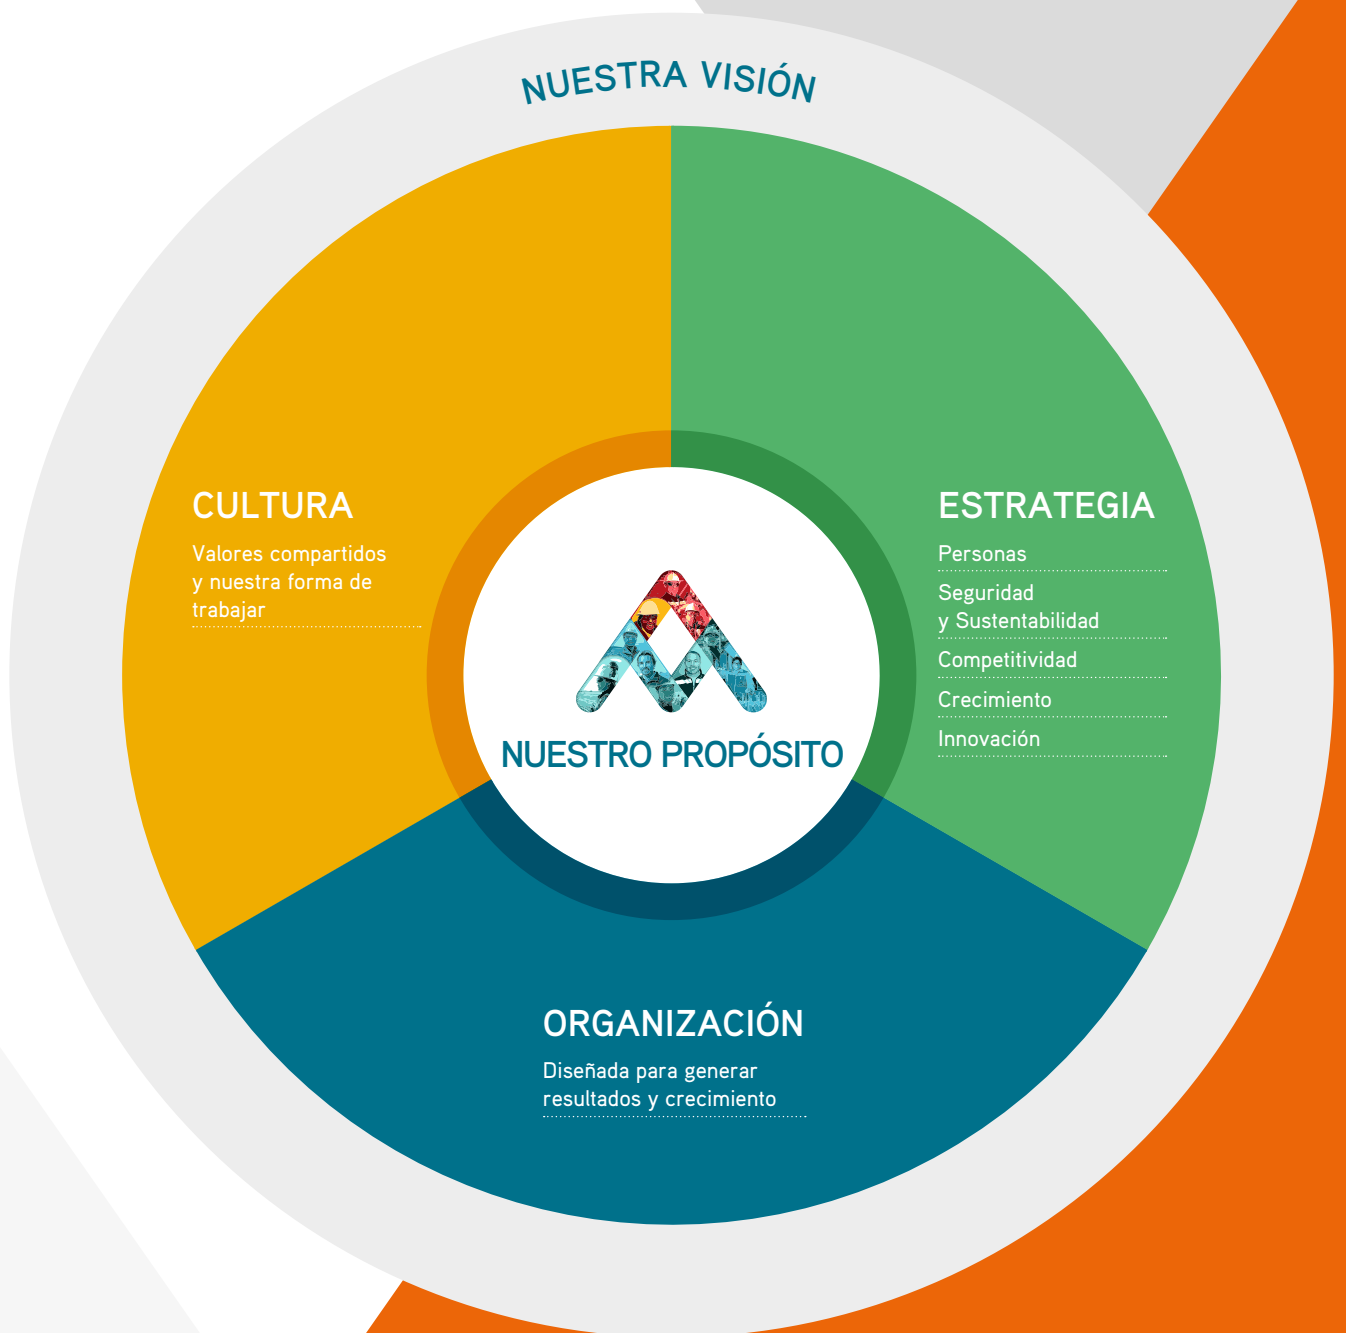 NUESTRA VISIÓN
CULTURA
Valores compartidos
y nuestra forma de
trabajar
ESTRATEGIA
Personas
Seguridad
y Sustentabilidad
Competitividad
Crecimiento
Innovación
NUESTRO PROPÓSITO
ORGANIZACIÓN
Diseñada para generar
resultados y crecimiento